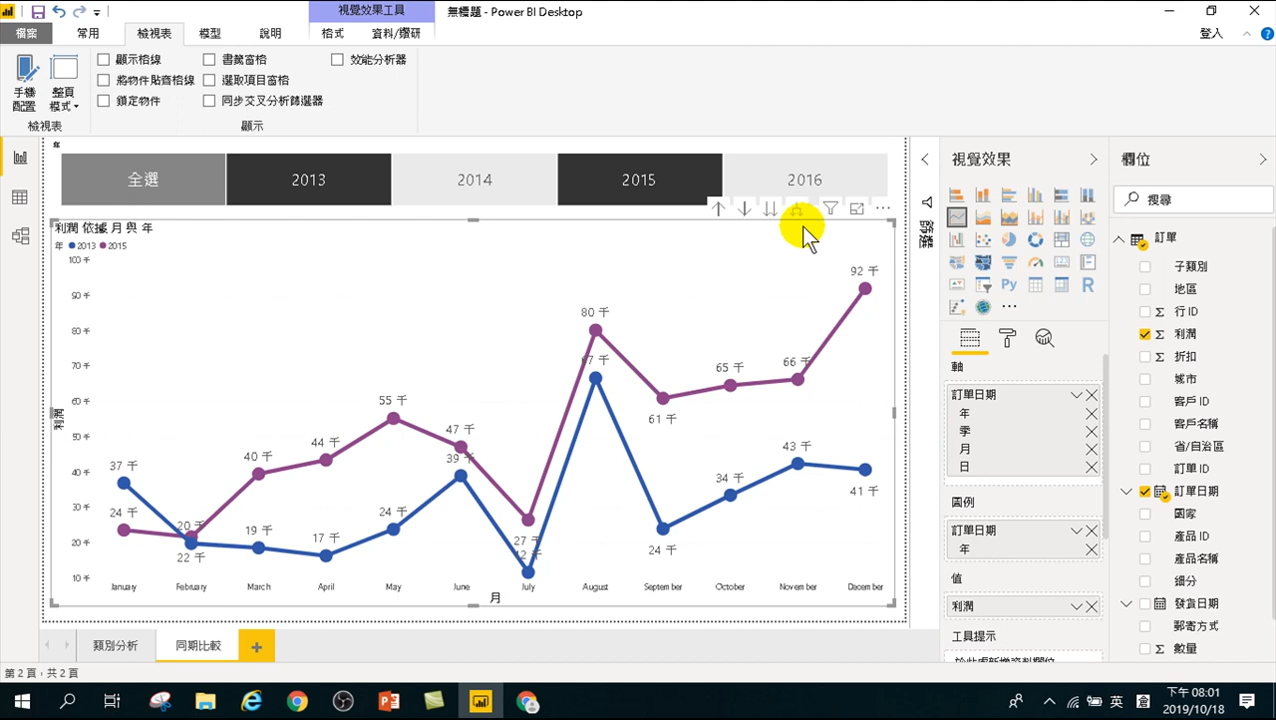 視覺效果工具
無標題 - Power BI Desktop
檔案 常用 檢視表 模型 說明 格式 資料/鑽研 登入
顯示格線 書籤窗格 效能分析器
將物件貼齊格線 選取項目窗格
鎖定物件 同步交叉分析篩選器
手機配置
整頁模式
檢視表 顯示
年
全選 2013 2014 2015 2016
利潤 依據 月 與 年
年 2013 2015
100 千
90 千
80 千
70 千
60 千
50 千
40 千
30 千
20 千
10 千
利潤
37 千
24 千
20 千
22 千
40 千
19 千
44 千
17 千
55 千
24 千
47 千
39 千
27 千
12 千
80 千
67 千
61 千
24 千
65 千
34 千
66 千
43 千
92 千
41 千
January February March April May June July August September October November December
月
篩選
視覺效果
Py
R
軸
訂單日期
年
季
月
日
圖例
訂單日期
年
值
利潤
工具提示
欄位
搜尋
訂單
子類別
地區
行 ID
利潤
折扣
城市
客戶 ID
客戶名稱
省/自治區
訂單 ID
訂單日期
國家
產品 ID
產品名稱
細分
發貨日期
郵寄方式
數量
類別分析 同期比較
第 2 頁，共 2 頁
英
下午 08:01
2019/10/18